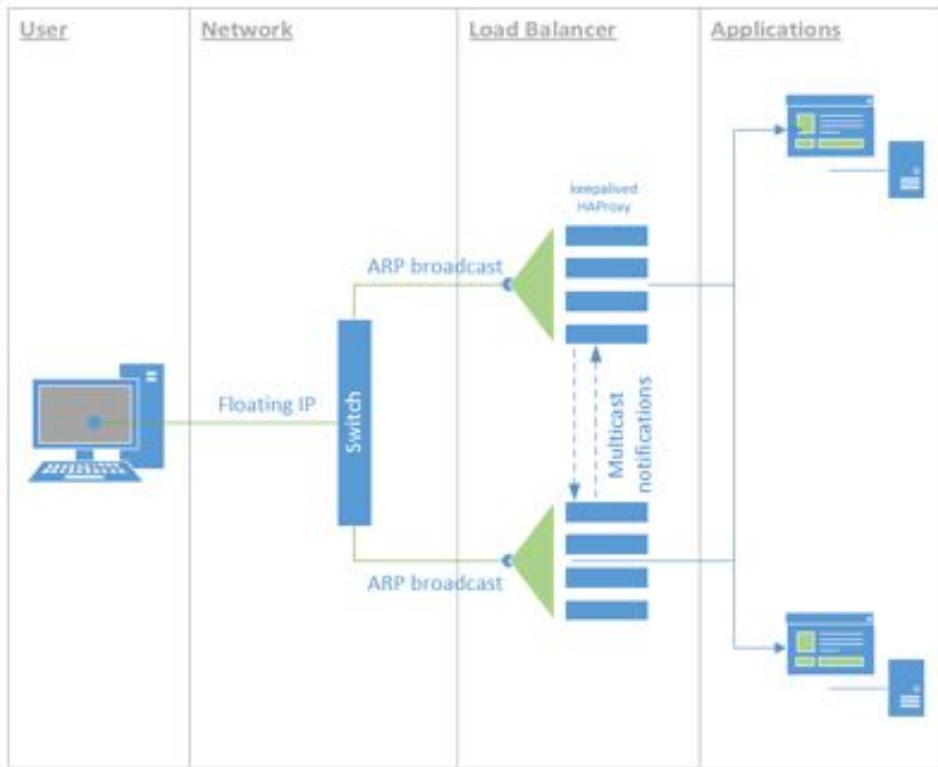 User
Network
Load Balancer
Applications
keepalived
HAProxy
ARP broadcast
Floating IP
Switch
Multicast
notifications
ARP broadcast